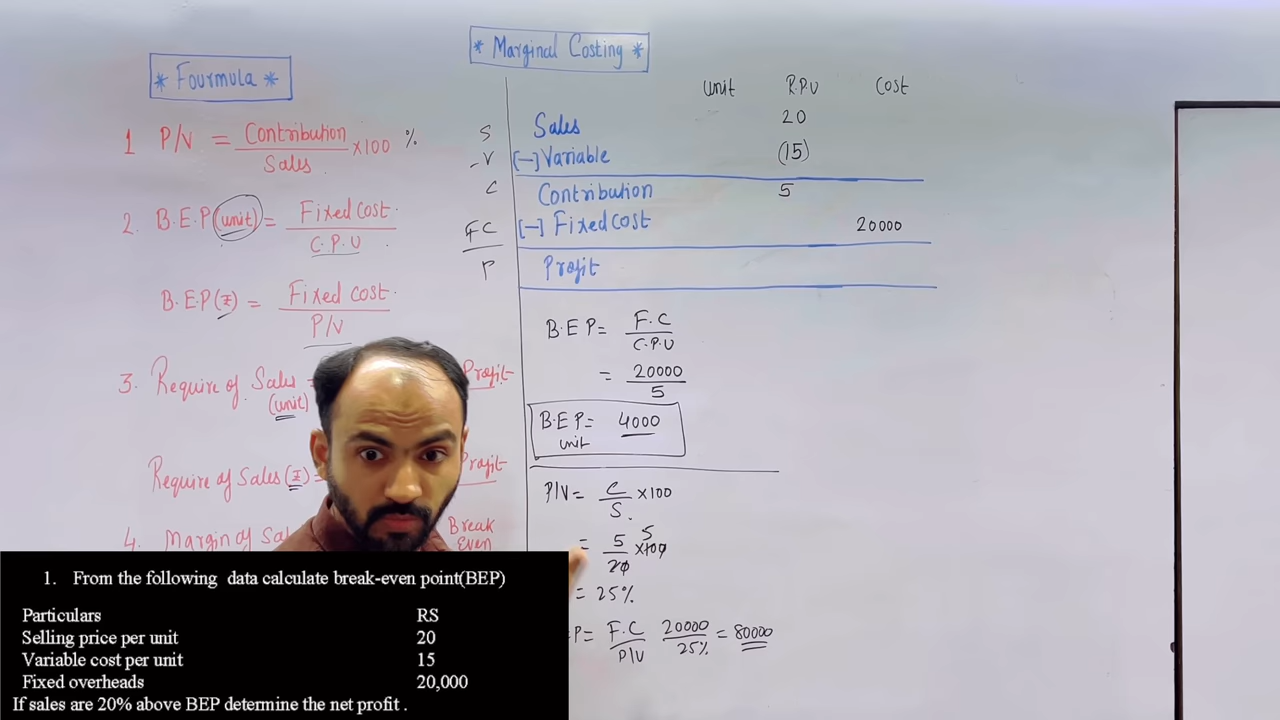 * Marginal Costing *
* Fourmula *
1 P/V = Contribution / Sales ×100 %
2. B.E.P(unit) = Fixed cost / C.P.U
B.E.P(₹) = Fixed cost / P/V
3. Require of Sales = Profit
(unit)
Require of Sales (₹) = Profit
4. Margin of Sal Break
Even
unit R.P.U Cost
S Sales 20
-V [-] Variable (15)
C Contribution 5
FC [-] Fixed cost 20000
P Profit
B.E.P = F.C / C.P.U
= 20000 / 5
B.E.P = 4000
unit
P/V = C / S. ×100
= 5 / 20 ×100 5
= 25%
P = F.C / P/V 20000 / 25% = 80000
1. From the following data calculate break-even point(BEP)
Particulars RS
Selling price per unit 20
Variable cost per unit 15
Fixed overheads 20,000
If sales are 20% above BEP determine the net profit .